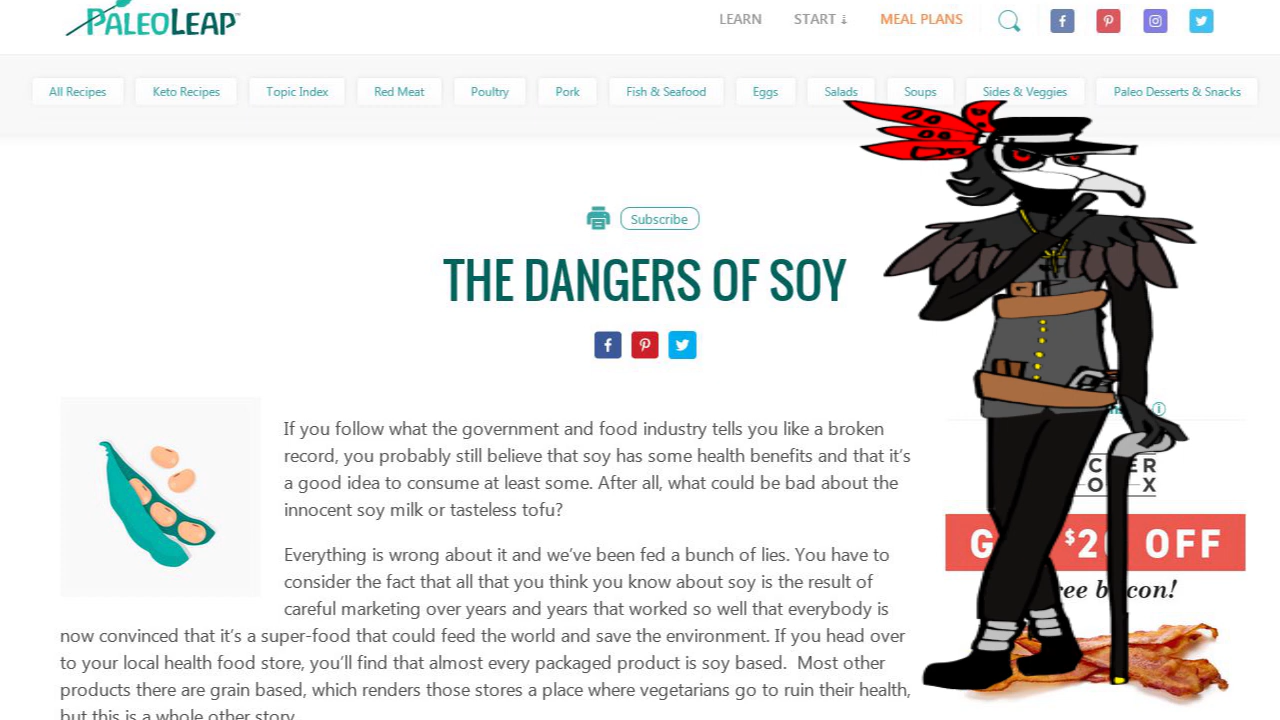 PALEOLEAP
LEARN START MEAL PLANS
All Recipes Keto Recipes Topic Index Red Meat Poultry Pork Fish & Seafood Eggs Salads Soups Sides & Veggies Paleo Desserts & Snacks
Subscribe
THE DANGERS OF SOY
If you follow what the government and food industry tells you like a broken
record, you probably still believe that soy has some health benefits and that it’s
a good idea to consume at least some. After all, what could be bad about the
innocent soy milk or tasteless tofu?
Everything is wrong about it and we’ve been fed a bunch of lies. You have to
consider the fact that all that you think you know about soy is the result of
careful marketing over years and years that worked so well that everybody is
now convinced that it’s a super-food that could feed the world and save the environment. If you head over
to your local health food store, you’ll find that almost every packaged product is soy based. Most other
products there are grain based, which renders those stores a place where vegetarians go to ruin their health,
but this is a whole other story.
OFF